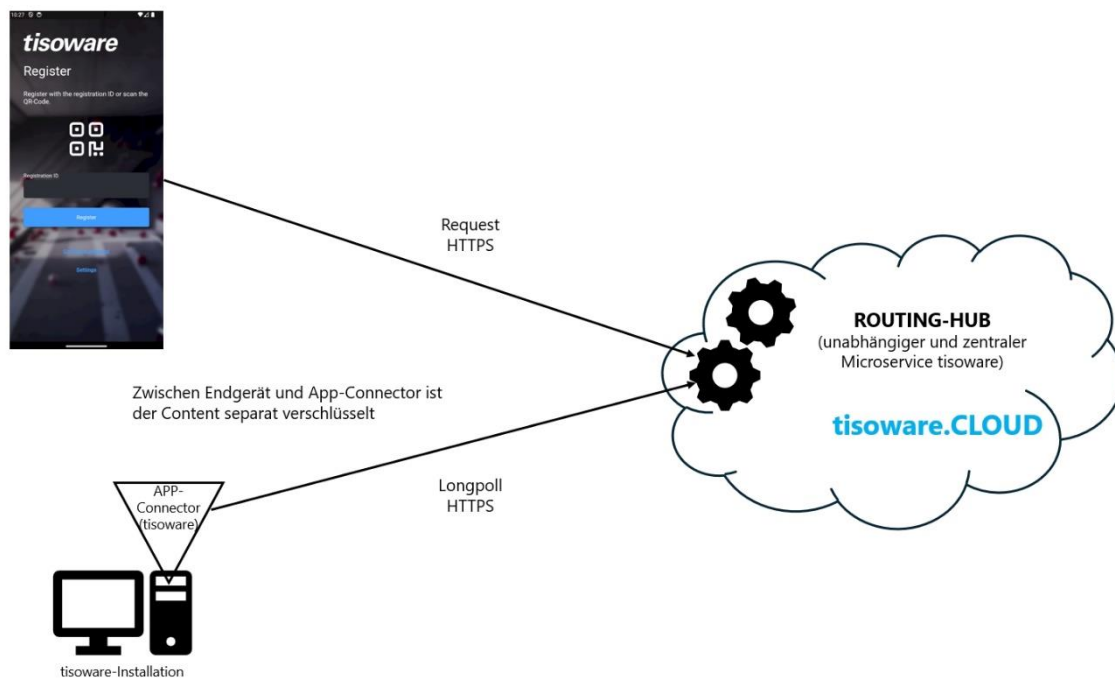 10:27
tisoware
Register
Register with the registration ID or scan the
QR-Code.
Registration ID
Register
Settings
Request
HTTPS
ROUTING-HUB
(unabhängiger und zentraler
Microservice tisoware)
tisoware.CLOUD
Zwischen Endgerät und App-Connector ist
der Content separat verschlüsselt
Longpoll
HTTPS
APP-
Connector
(tisoware)
tisoware-Installation